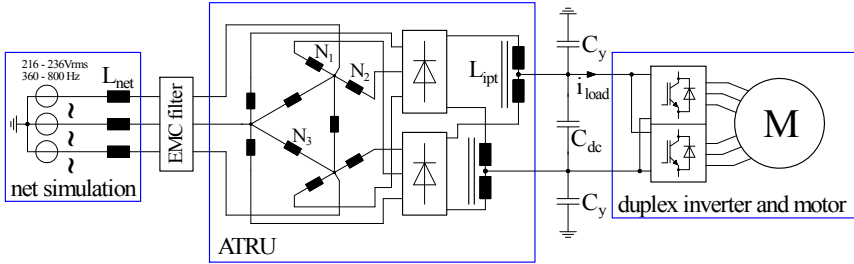 216 - 236Vrms
360 - 800 Hz
~
~
~
L_net
net simulation
EMC filter
N_1
N_2
N_3
ATRU
L_ipt
C_y
i_load
C_dc
C_y
M
duplex inverter and motor